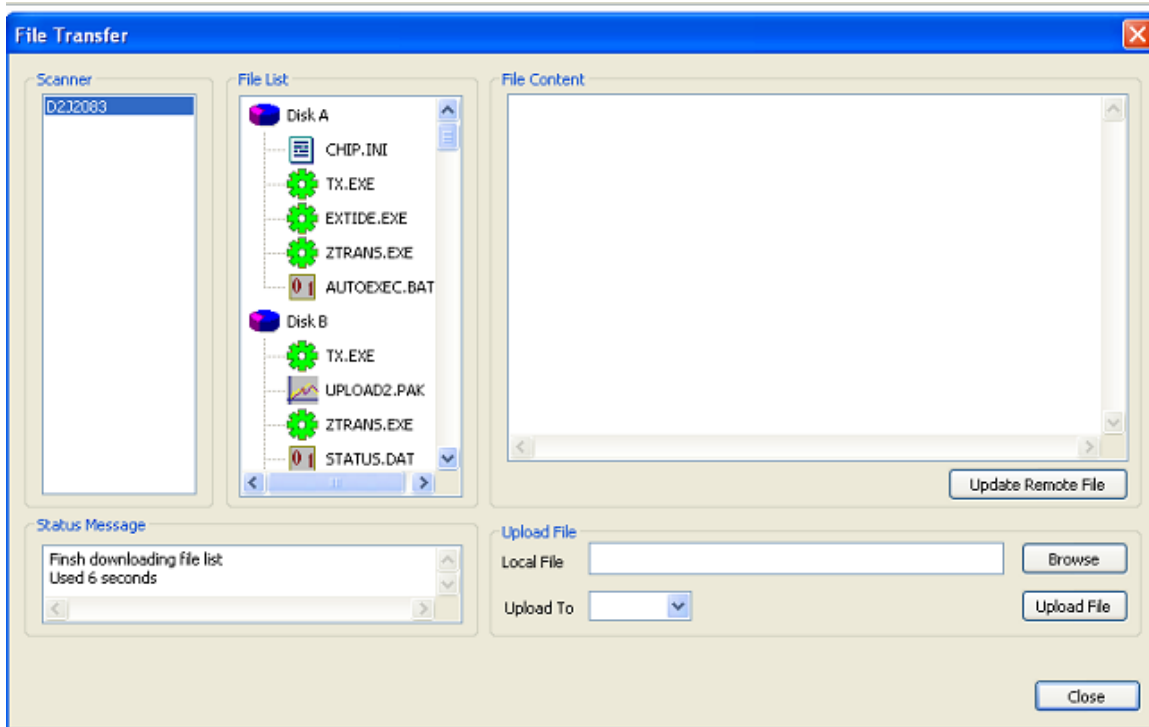 File Transfer
Scanner
D2J2083
File List
Disk A
CHIP.INI
TX.EXE
EXTIDE.EXE
ZTRANS.EXE
AUTOEXEC.BAT
Disk B
TX.EXE
UPLOAD2.PAK
ZTRANS.EXE
STATUS.DAT
File Content
Update Remote File
Status Message
Finsh downloading file list
Used 6 seconds
Upload File
Local File
Browse
Upload To
Upload File
Close